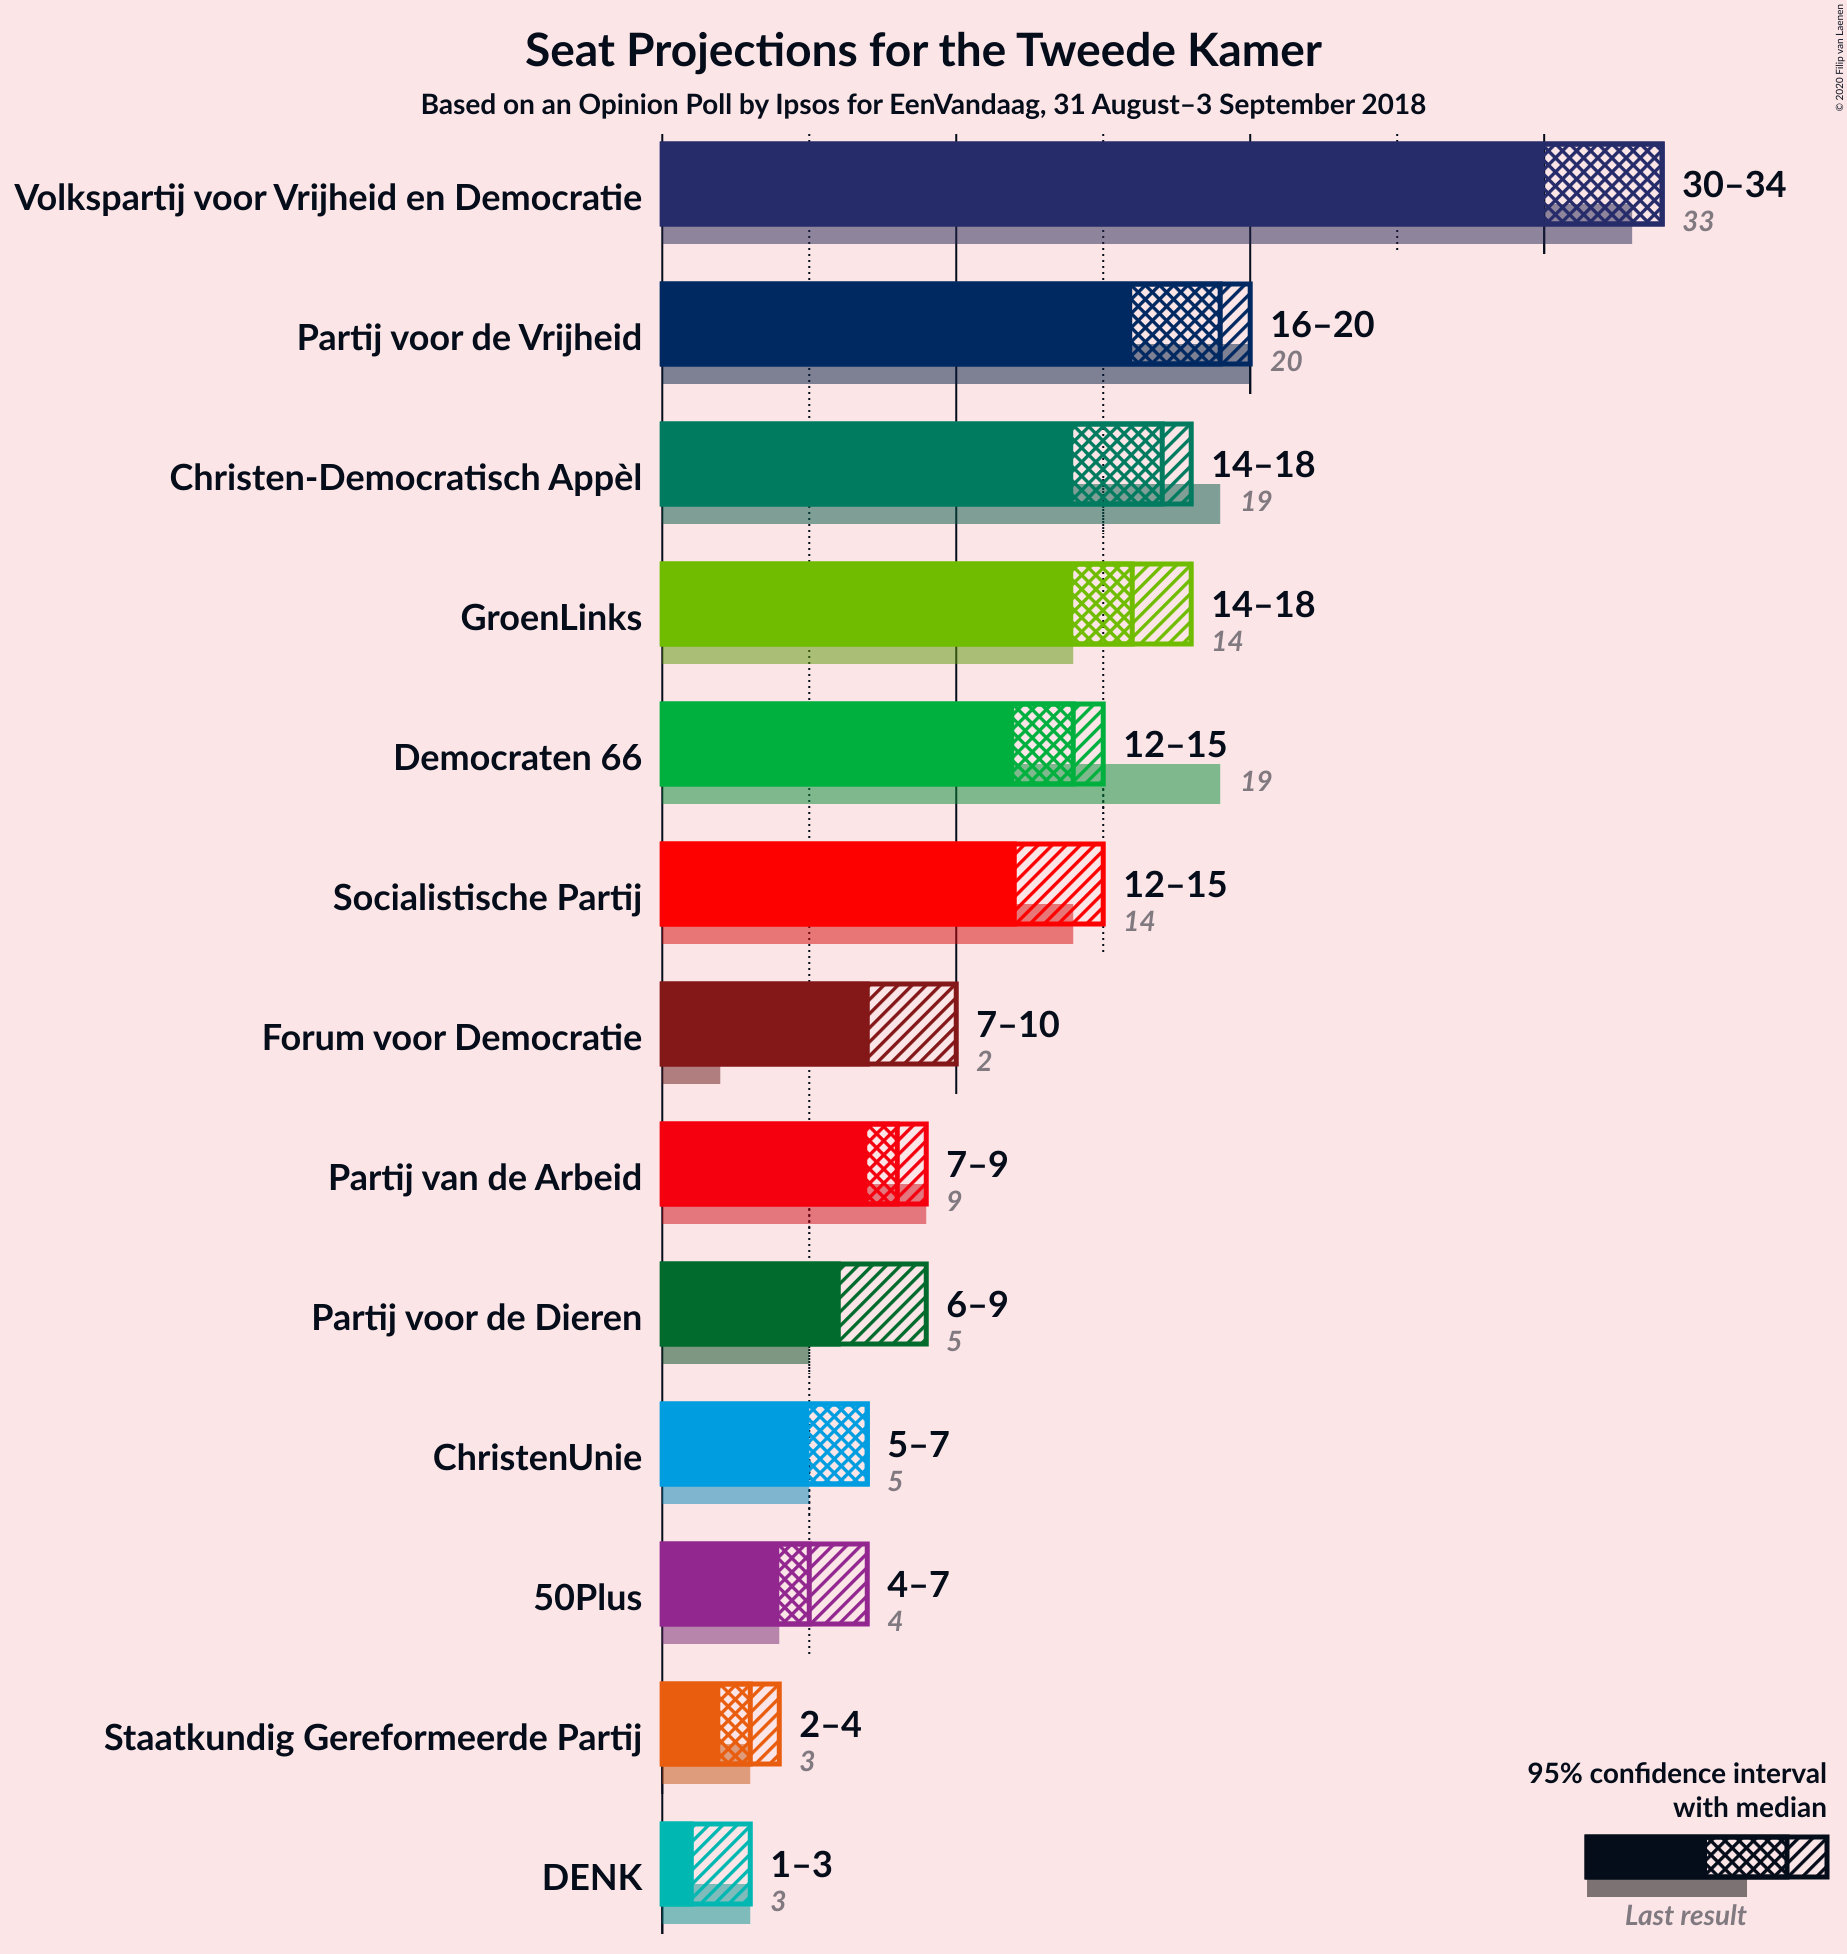 Seat Projections for the Tweede Kamer
Based on an Opinion Poll by Ipsos for EenVandaag, 31 August–3 September 2018
© 2020 Filip van Laenen
Volkspartij voor Vrijheid en Democratie
30–34
33
Partij voor de Vrijheid
16–20
20
Christen-Democratisch Appèl
14–18
19
GroenLinks
14–18
14
Democraten 66
12–15
19
Socialistische Partij
12–15
14
Forum voor Democratie
7–10
2
Partij van de Arbeid
7–9
9
Partij voor de Dieren
6–9
5
ChristenUnie
5–7
5
50Plus
4–7
4
Staatkundig Gereformeerde Partij
2–4
3
DENK
1–3
3
95% confidence interval
with median
Last result